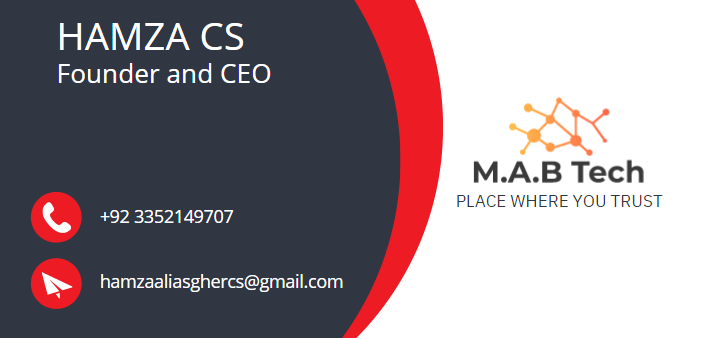 HAMZA CS
Founder and CEO
+92 3352149707
hamzaaliasghercs@gmail.com
M.A.B Tech
PLACE WHERE YOU TRUST